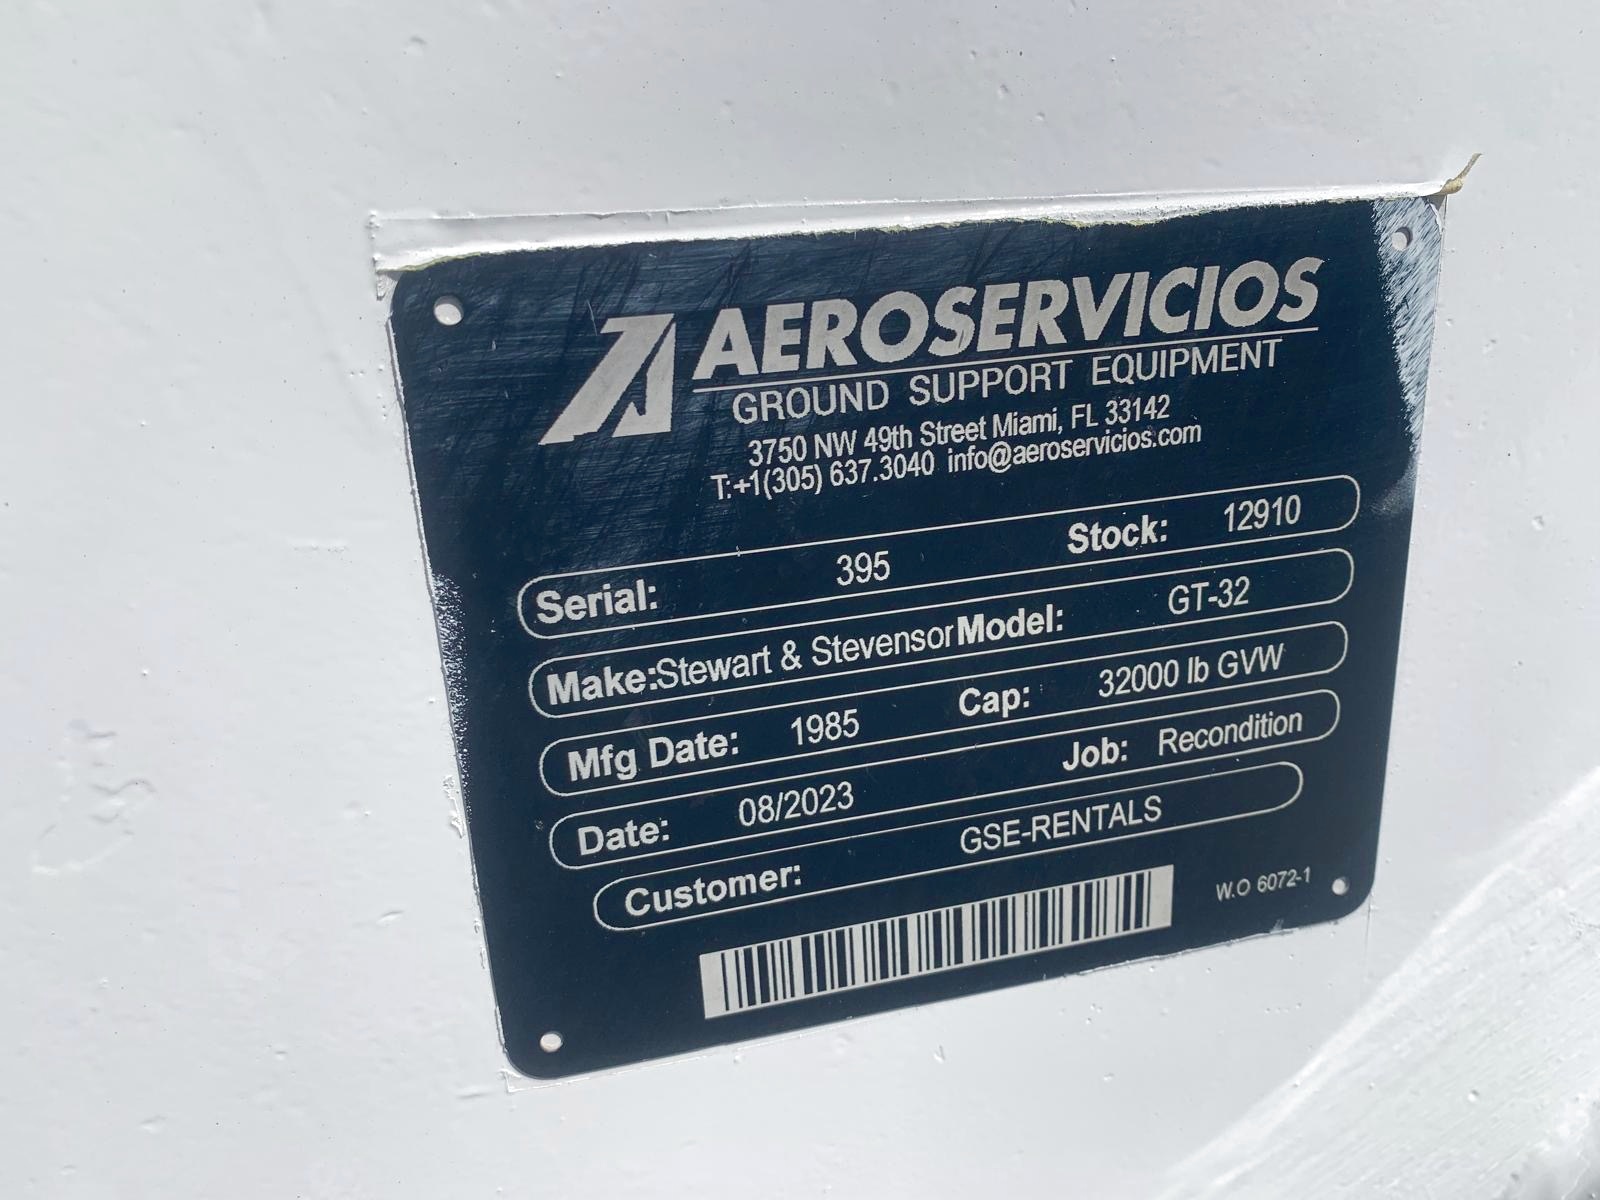 AEROSERVICIOS
GROUND SUPPORT EQUIPMENT
3750 NW 49th Street Miami, FL 33142
T:+1(305) 637.3040 info@aeroservicios.com
Serial: 395 Stock: 12910
Make:Stewart & Stevensor Model: GT-32
Mfg Date: 1985 Cap: 32000 lb GVW
Date: 08/2023 Job: Recondition
Customer: GSE-RENTALS
W.O 6072-1